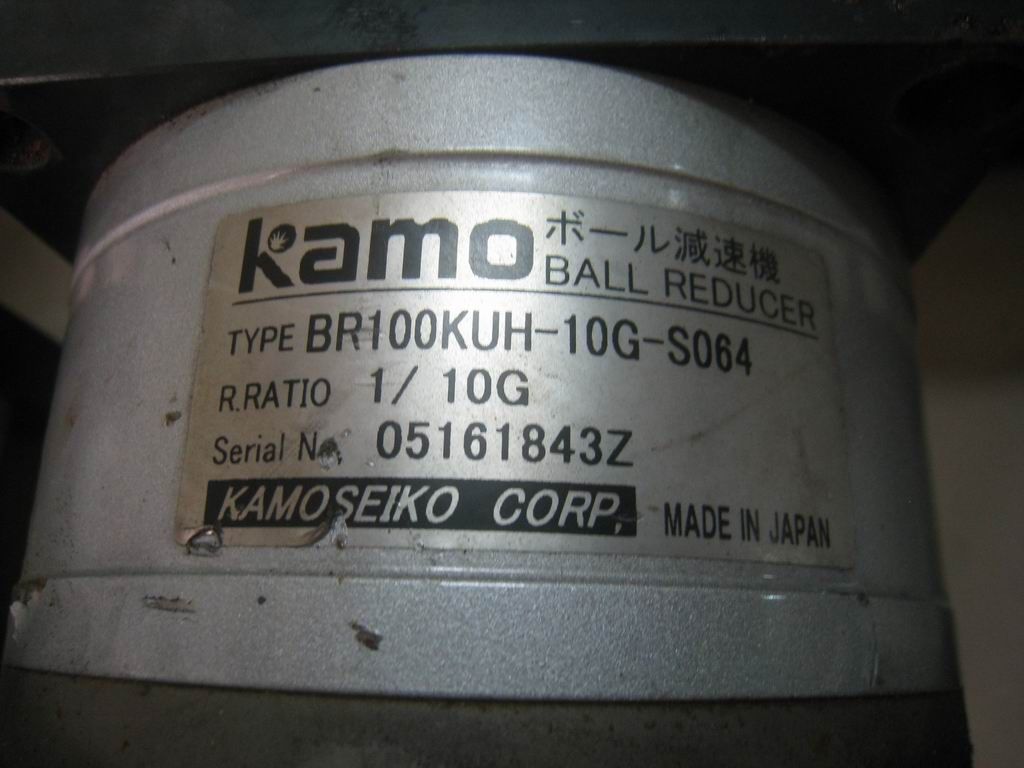 kamo ボール減速機
BALL REDUCER
TYPE BR100KUH-10G-S064
R.RATIO 1/ 10G
Serial No. 05161843Z
KAMOSEIKO CORP. MADE IN JAPAN